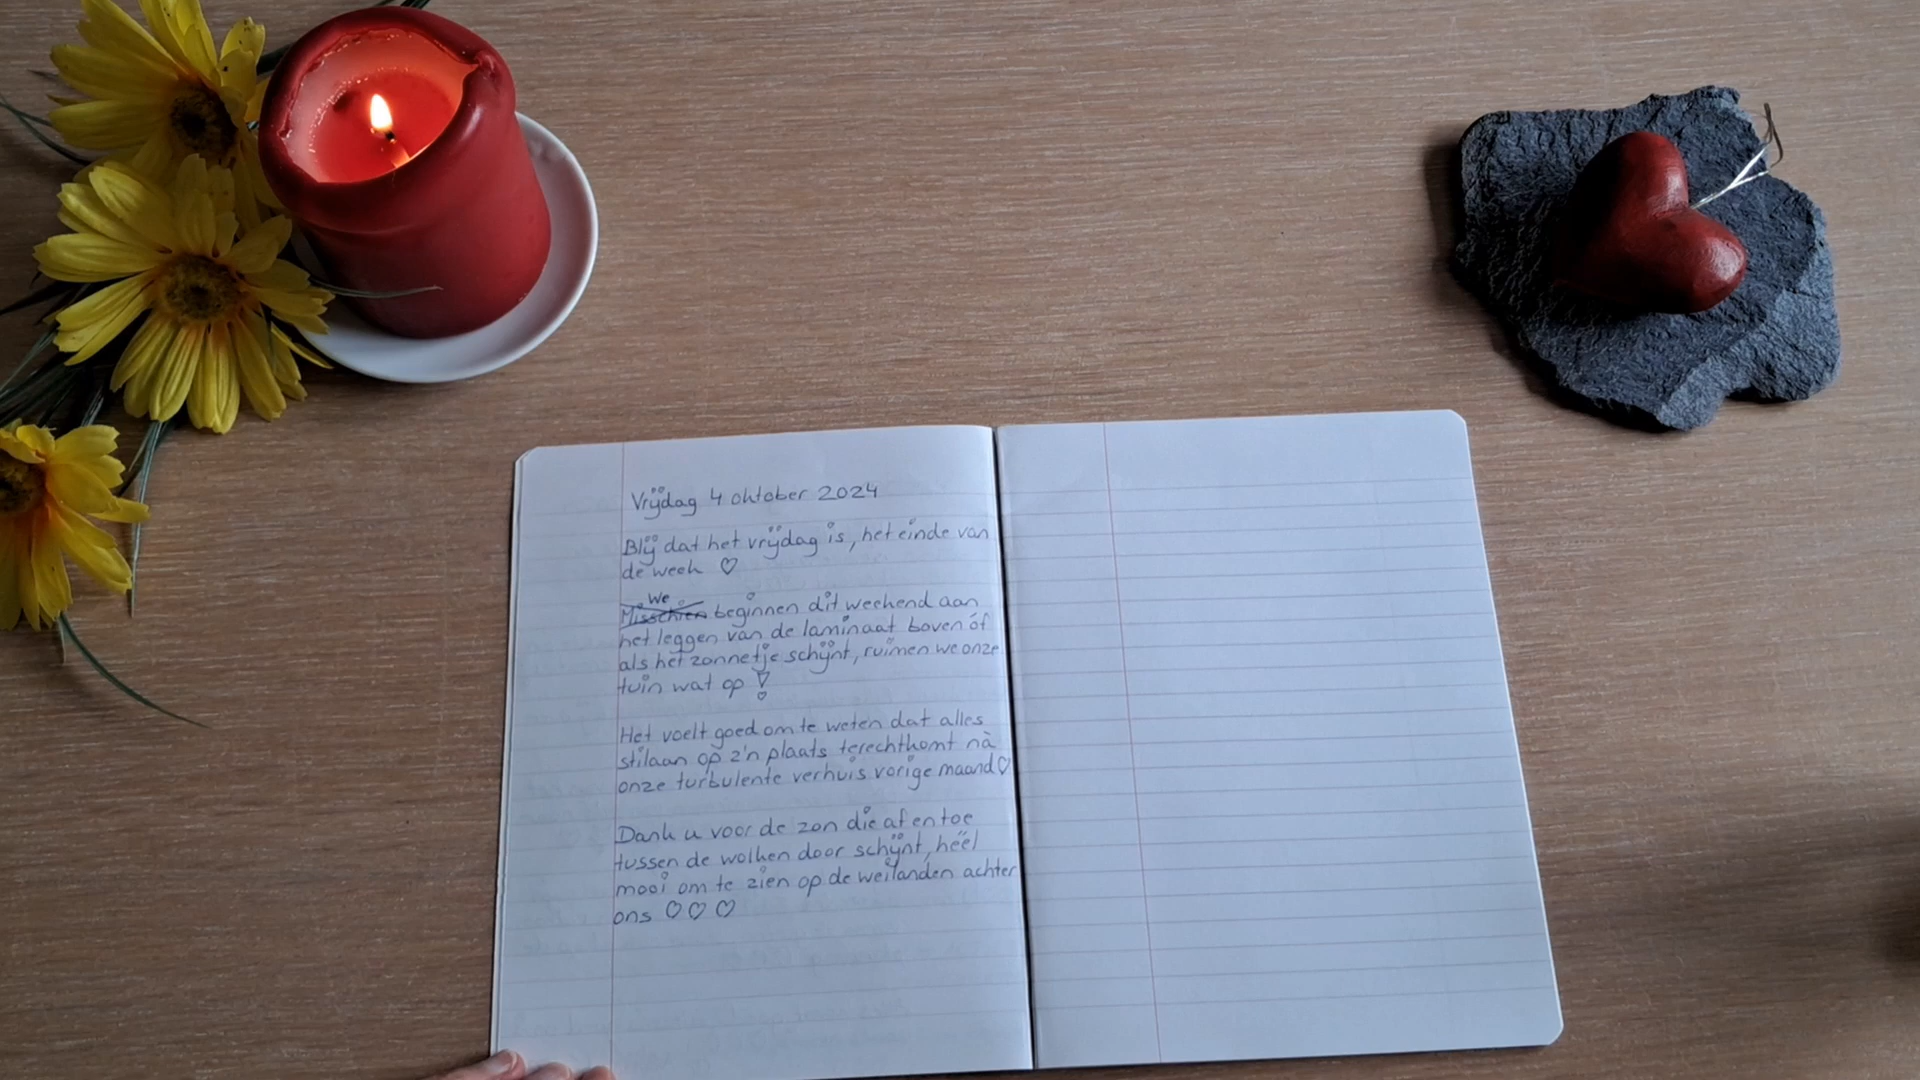 Vrijdag 4 oktober 2024
Blij dat het vrijdag is, het einde van
de week ♡
We
Misschien beginnen dit weekend aan
het leggen van de laminaat boven óf
als het zonnetje schijnt, ruimen we onze
tuin wat op !
Het voelt goed om te weten dat alles
stilaan op z'n plaats terechtkomt nà
onze turbulente verhuis vorige maand ♡
Dank u voor de zon die af en toe
tussen de wolken door schijnt, héél
mooi om te zien op de weilanden achter
ons ♡ ♡ ♡